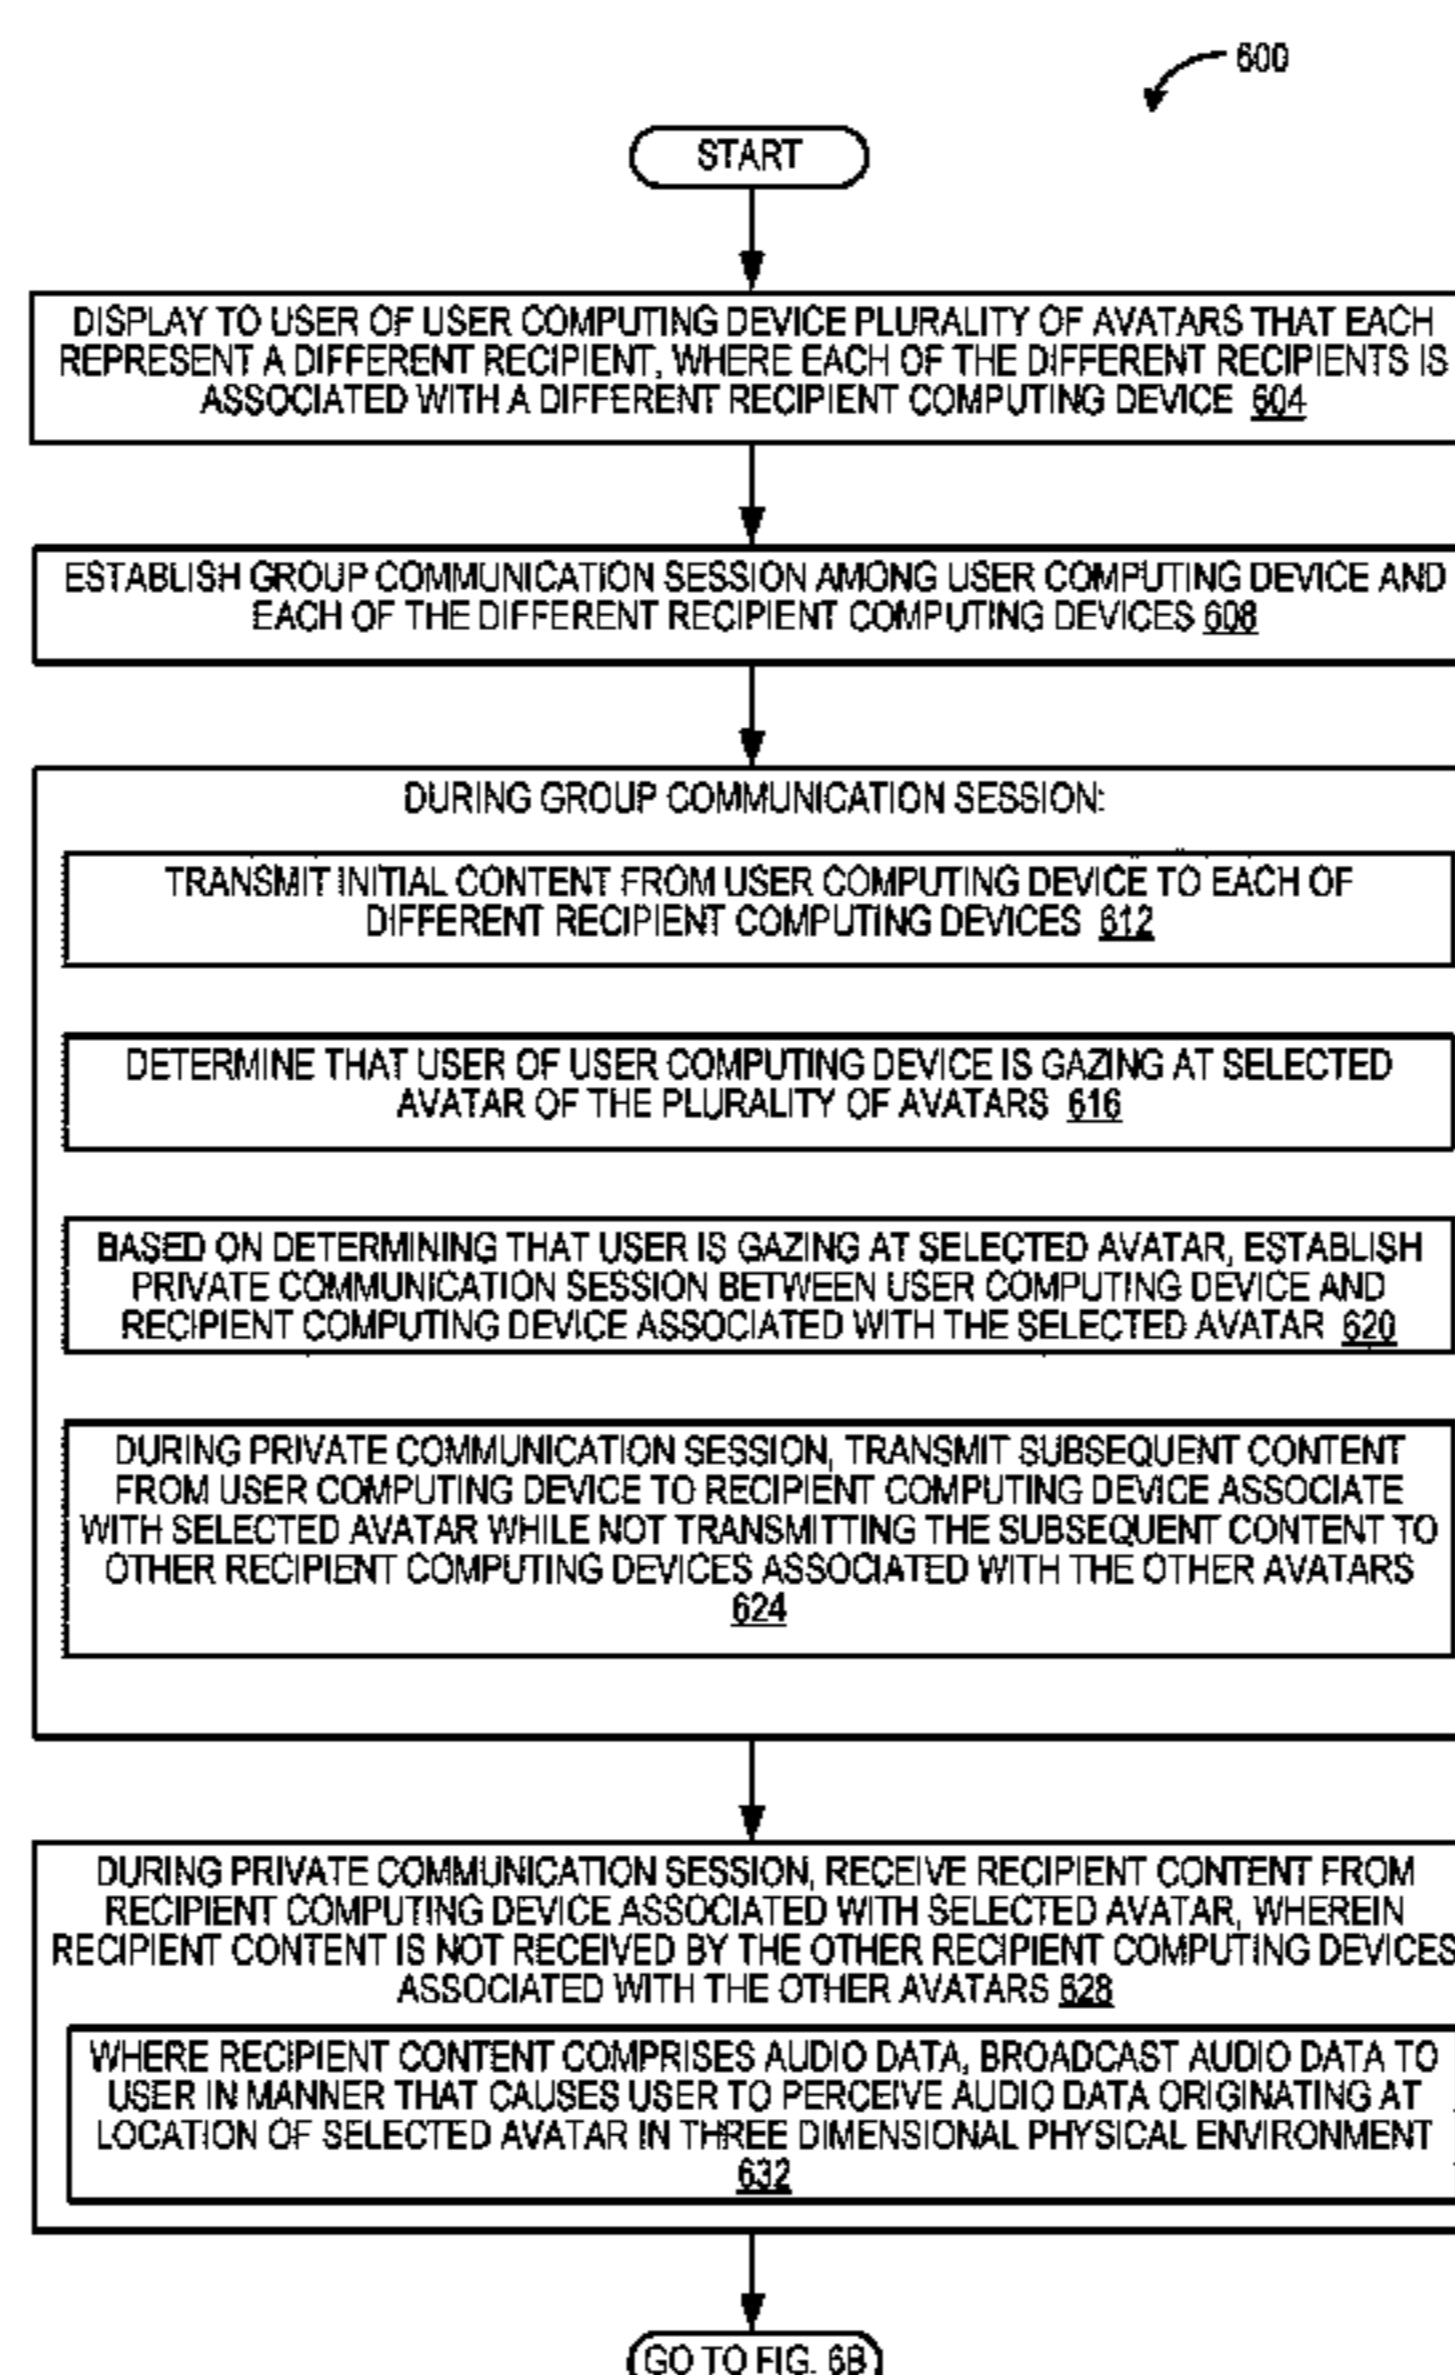 600
START
DISPLAY TO USER OF USER COMPUTING DEVICE PLURALITY OF AVATARS THAT EACH
REPRESENT A DIFFERENT RECIPIENT, WHERE EACH OF THE DIFFERENT RECIPIENTS IS
ASSOCIATED WITH A DIFFERENT RECIPIENT COMPUTING DEVICE 604
ESTABLISH GROUP COMMUNICATION SESSION AMONG USER COMPUTING DEVICE AND
EACH OF THE DIFFERENT RECIPIENT COMPUTING DEVICES 608
DURING GROUP COMMUNICATION SESSION:
TRANSMIT INITIAL CONTENT FROM USER COMPUTING DEVICE TO EACH OF
DIFFERENT RECIPIENT COMPUTING DEVICES 612
DETERMINE THAT USER OF USER COMPUTING DEVICE IS GAZING AT SELECTED
AVATAR OF THE PLURALITY OF AVATARS 616
BASED ON DETERMINING THAT USER IS GAZING AT SELECTED AVATAR, ESTABLISH
PRIVATE COMMUNICATION SESSION BETWEEN USER COMPUTING DEVICE AND
RECIPIENT COMPUTING DEVICE ASSOCIATED WITH THE SELECTED AVATAR 620
DURING PRIVATE COMMUNICATION SESSION, TRANSMIT SUBSEQUENT CONTENT
FROM USER COMPUTING DEVICE TO RECIPIENT COMPUTING DEVICE ASSOCIATE
WITH SELECTED AVATAR WHILE NOT TRANSMITTING THE SUBSEQUENT CONTENT TO
OTHER RECIPIENT COMPUTING DEVICES ASSOCIATED WITH THE OTHER AVATARS
624
DURING PRIVATE COMMUNICATION SESSION, RECEIVE RECIPIENT CONTENT FROM
RECIPIENT COMPUTING DEVICE ASSOCIATED WITH SELECTED AVATAR, WHEREIN
RECIPIENT CONTENT IS NOT RECEIVED BY THE OTHER RECIPIENT COMPUTING DEVICES
ASSOCIATED WITH THE OTHER AVATARS 628
WHERE RECIPIENT CONTENT COMPRISES AUDIO DATA, BROADCAST AUDIO DATA TO
USER IN MANNER THAT CAUSES USER TO PERCEIVE AUDIO DATA ORIGINATING AT
LOCATION OF SELECTED AVATAR IN THREE DIMENSIONAL PHYSICAL ENVIRONMENT
632
GO TO FIG. 6B